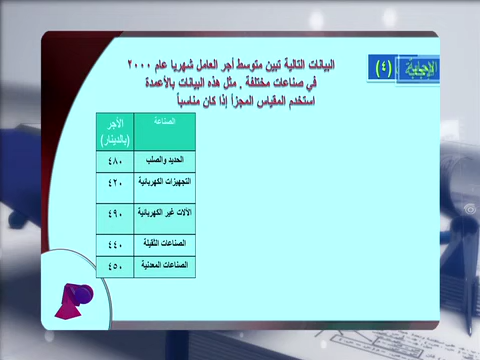 الإجابة (٤)
البيانات التالية تبين متوسط أجر العامل شهريا عام ٢٠٠٠
في صناعات مختلفة . مثل هذه البيانات بالأعمدة
استخدم المقياس المجزأ إذا كان مناسباً
الصناعة الأجر (بالدينار)
الحديد والصلب ٤٨٠
التجهيزات الكهربائية ٤٢٠
الآلات غير الكهربائية ٤٩٠
الصناعات الثقيلة ٤٤٠
الصناعات المعدنية ٤٥٠